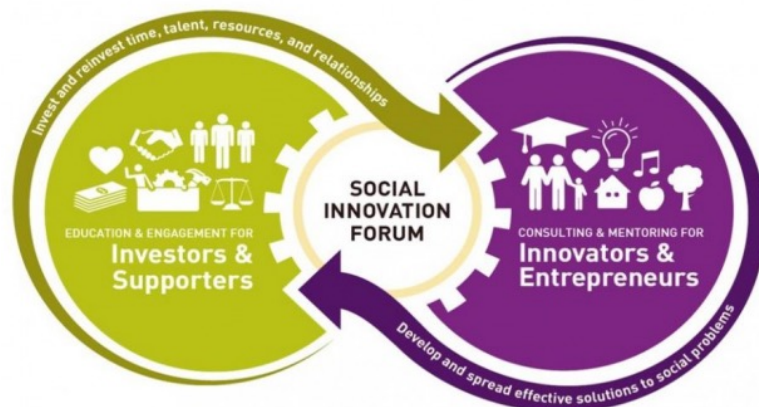 Invest and reinvest time, talent, resources, and relationships
EDUCATION & ENGAGEMENT FOR
Investors &
Supporters
SOCIAL
INNOVATION
FORUM
CONSULTING & MENTORING FOR
Innovators &
Entrepreneurs
Develop and spread effective solutions to social problems